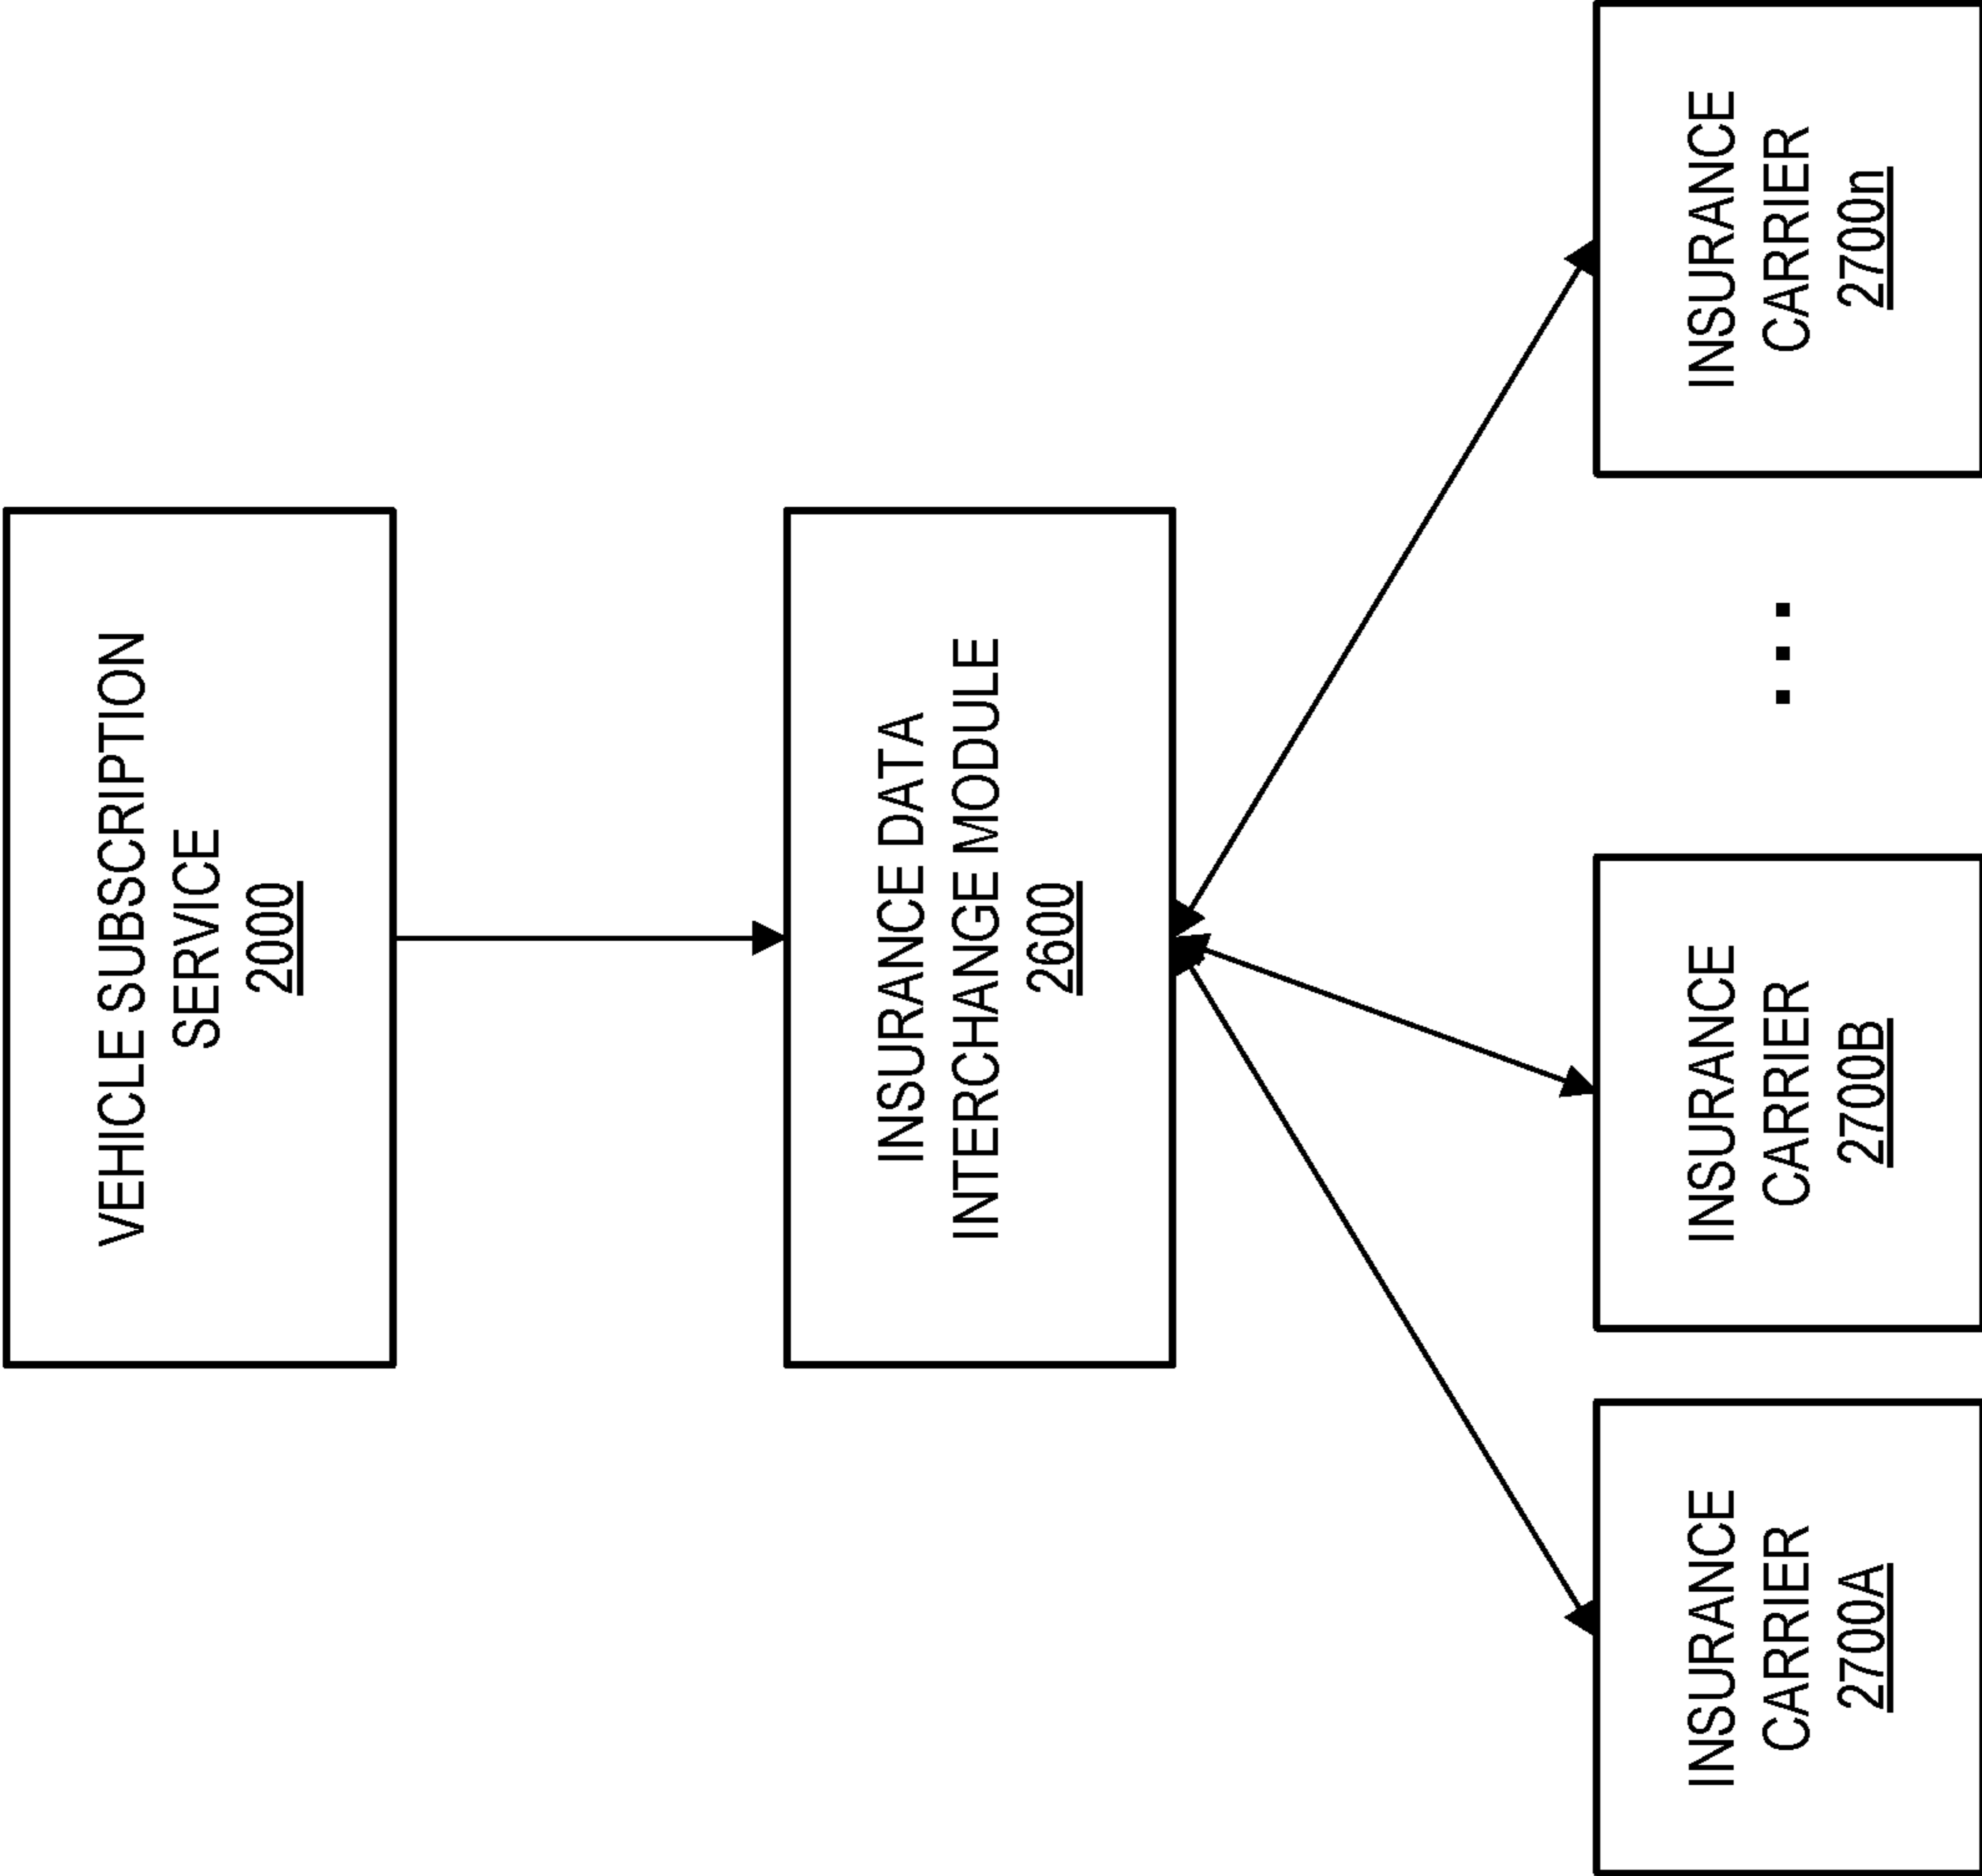 VEHICLE SUBSCRIPTION
SERVICE
2000
INSURANCE DATA
INTERCHANGE MODULE
2600
INSURANCE
CARRIER
2700A
INSURANCE
CARRIER
2700B
...
INSURANCE
CARRIER
2700n